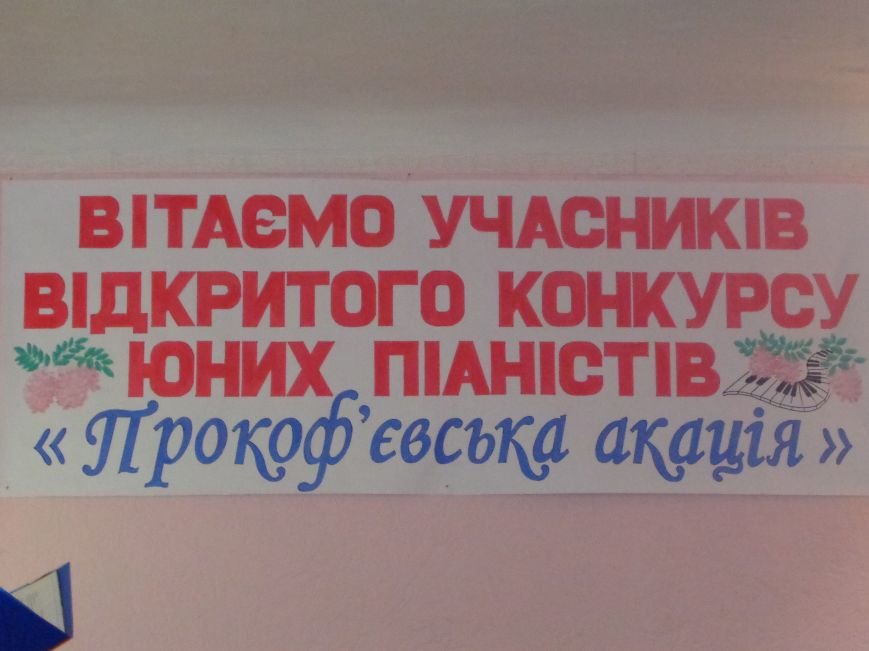 ВІТАЄМО УЧАСНИКІВ
ВІДКРИТОГО КОНКУРСУ
ЮНИХ ПІАНІСТІВ
«Прокоф'євська акація»